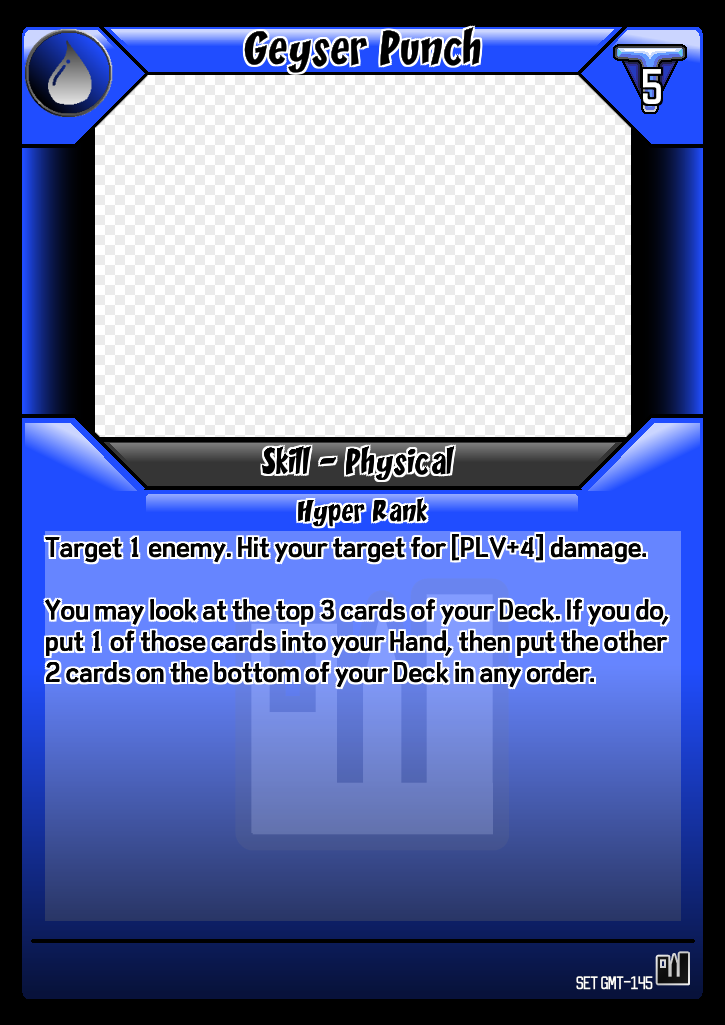 Geyser Punch
5
Skill - Physical
Hyper Rank
Target 1 enemy. Hit your target for [PLV+4] damage.
You may look at the top 3 cards of your Deck. If you do,
put 1 of those cards into your Hand, then put the other
2 cards on the bottom of your Deck in any order.
SET GMT-145